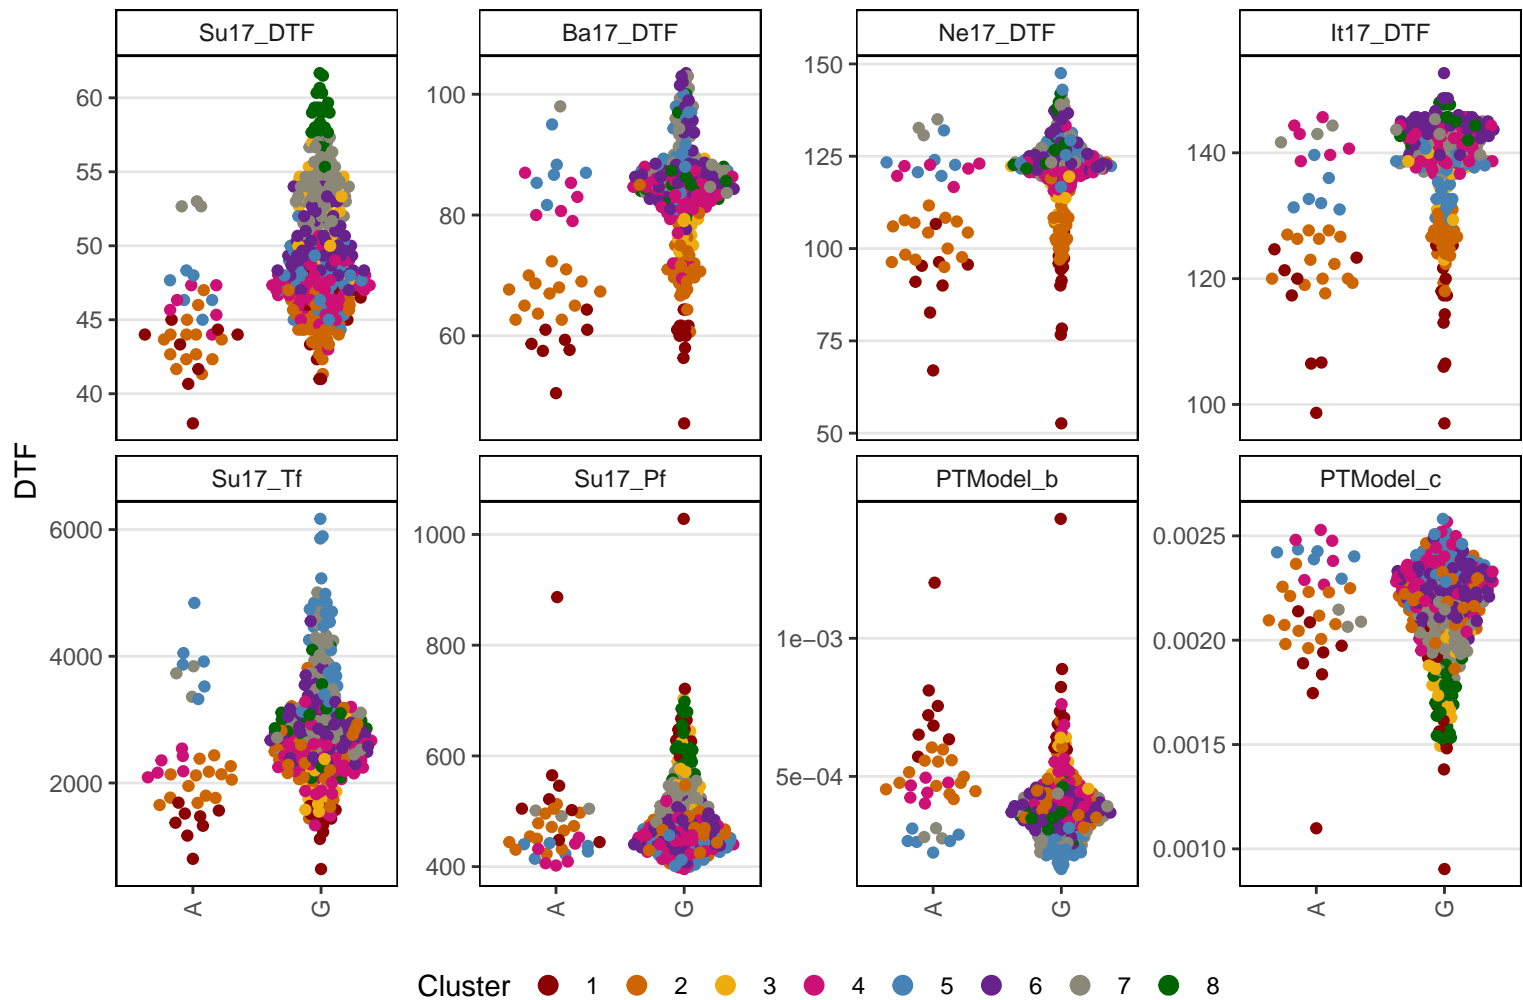 Su17_DTF
Ba17_DTF
Ne17_DTF
It17_DTF
60
55
50
45
40
100
80
60
150
125
100
75
50
140
120
100
DTF
Su17_Tf
Su17_Pf
PTModel_b
PTModel_c
6000
4000
2000
1000
800
600
400
1e−03
5e−04
0.0025
0.0020
0.0015
0.0010
A
G
A
G
A
G
A
G
Cluster 1 2 3 4 5 6 7 8